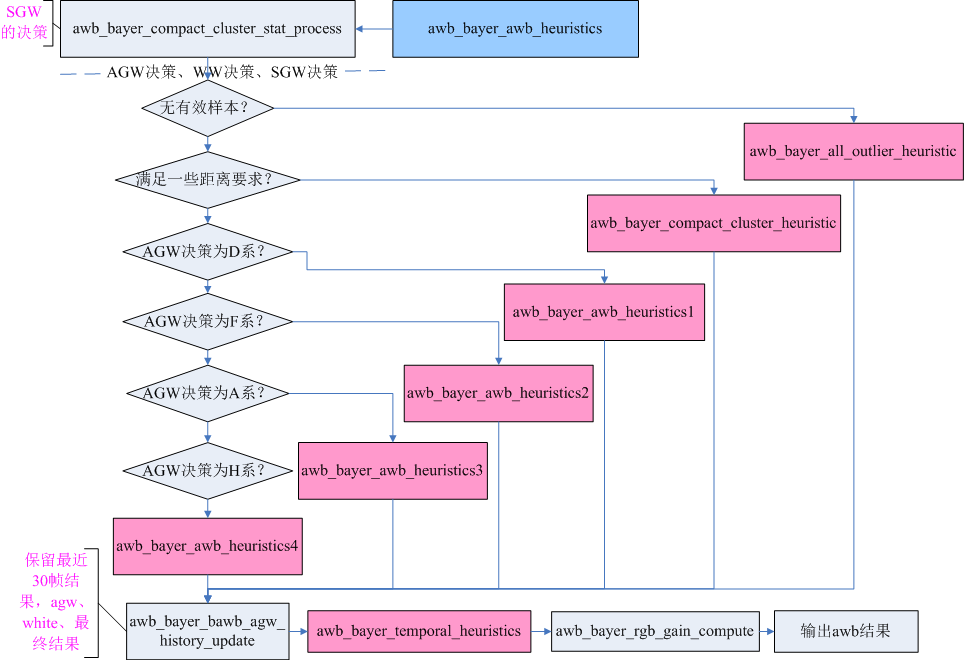 SGW
的决策
awb_bayer_compact_cluster_stat_process
awb_bayer_awb_heuristics
AGW决策、WW决策、SGW决策
无有效样本？
awb_bayer_all_outlier_heuristic
满足一些距离要求？
awb_bayer_compact_cluster_heuristic
AGW决策为D系？
awb_bayer_awb_heuristics1
AGW决策为F系？
awb_bayer_awb_heuristics2
AGW决策为A系？
awb_bayer_awb_heuristics3
AGW决策为H系？
awb_bayer_awb_heuristics4
保留最近
30帧结
果，agw、
white、最
终结果
awb_bayer_bawb_agw_
history_update
awb_bayer_temporal_heuristics
awb_bayer_rgb_gain_compute
输出awb结果